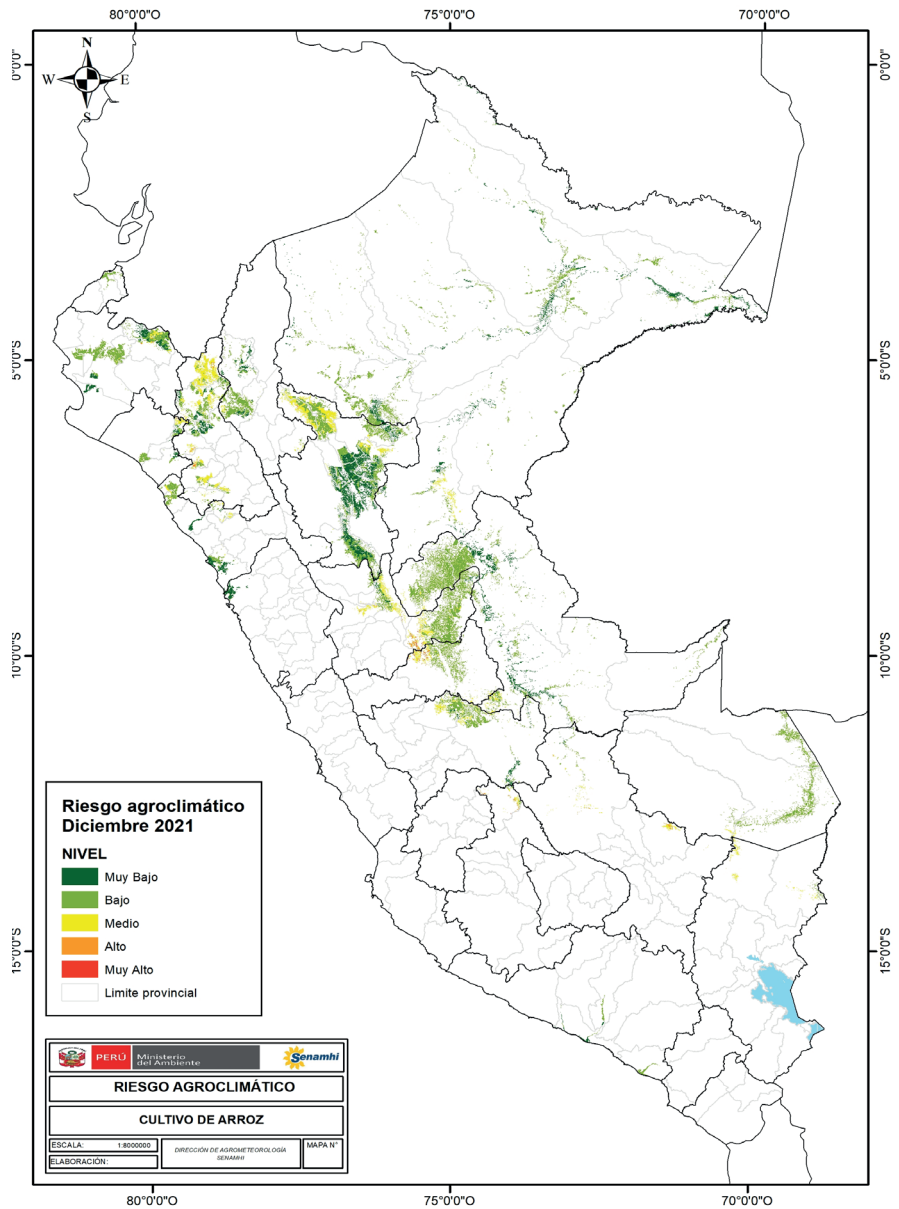 80°0'0"O
75°0'0"O
70°0'0"O
N
W
E
S
0°0'0"
0°0'0"
5°0'0"S
5°0'0"S
10°0'0"S
10°0'0"S
15°0'0"S
15°0'0"S
Riesgo agroclimático
Diciembre 2021
NIVEL
Muy Bajo
Bajo
Medio
Alto
Muy Alto
Limite provincial
PERÚ
Ministerio
del Ambiente
Senamhi
RIESGO AGROCLIMÁTICO
CULTIVO DE ARROZ
ESCALA: 1:8000000
DIRECCIÓN DE AGROMETEOROLOGÍA
SENAMHI
MAPA N°
ELABORACIÓN:
80°0'0"O
75°0'0"O
70°0'0"O